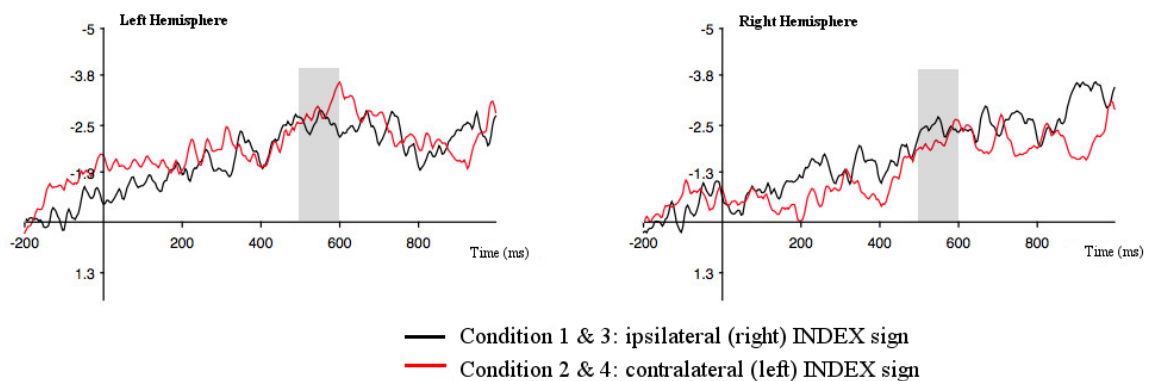 Left Hemisphere
-5
-3.8
-2.5
-1.3
-200 200 400 600 800
Time (ms)
1.3
Right Hemisphere
-5
-3.8
-2.5
-1.3
-200 200 400 600 800
Time (ms)
1.3
Condition 1 & 3: ipsilateral (right) INDEX sign
Condition 2 & 4: contralateral (left) INDEX sign